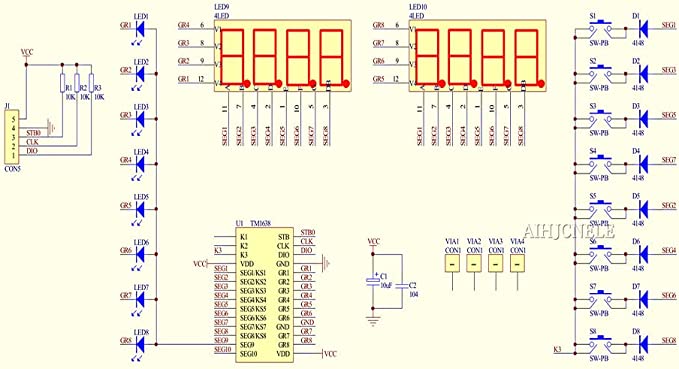 LED1
GR1
LED2
GR2
LED3
GR3
LED4
GR4
LED5
GR5
LED6
GR6
LED7
GR7
LED8
GR8
VCC
R1 R2 R3
10K 10K 10K
J1
5
4
3 STB0
2 CLK
1 DIO
CON5
LED9
4LED
GR4 6
GR3 8
GR2 9
GR1 12
11 7 4 2 1 10 5 3
SEG1 SEG2 SEG3 SEG4 SEG5 SEG6 SEG7 SEG8
LED10
4LED
GR8 6
GR7 8
GR6 9
GR5 12
11 7 4 2 1 10 5 3
SEG1 SEG2 SEG3 SEG4 SEG5 SEG6 SEG7 SEG8
U1 TM1638
K1 STB STB0
K2 CLK CLK
K3 K3 DIO DIO
VCC VDD GND
SEG1 SEG1/KS1 GR1 GR1
SEG2 SEG2/KS2 GR2 GR2
SEG3 SEG3/KS3 GR3 GR3
SEG4 SEG4/KS4 GR4 GR4
SEG5 SEG5/KS5 GR5 GR5
SEG6 SEG6/KS6 GR6 GR6
SEG7 SEG7/KS7 GND GND
SEG8 SEG8/KS8 GR7 GR7
SEG9 SEG9 GR8 GR8
SEG10 SEG10 VDD VCC
VCC
C1
10uF
C2
104
VIA1 VIA2 VIA3 VIA4
CON1 CON1 CON1 CON1
AIHJCNELE
S1 D1 SEG1
SW-PB 4148
S2 D2 SEG3
SW-PB 4148
S3 D3 SEG5
SW-PB 4148
S4 D4 SEG7
SW-PB 4148
S5 D5 SEG2
SW-PB 4148
S6 D6 SEG4
SW-PB 4148
S7 D7 SEG6
SW-PB 4148
S8 D8 SEG8
K3
SW-PB 4148